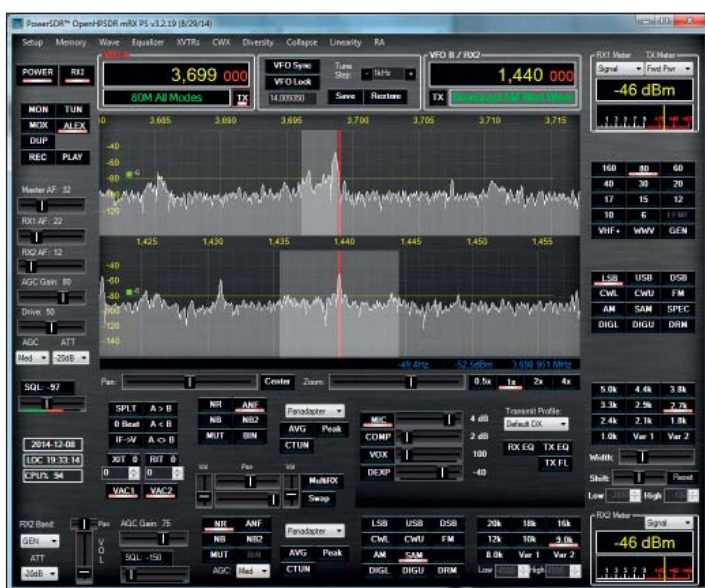 PowerSDR™ OpenHPSDR mRX PS v3.2.19 (8/29/14)
Setup Memory Wave Equalizer XVTRs CWX Diversity Collapse Linearity RA
POWER RX2
VFO A
3,699 000
80M All Modes TX
VFO Sync
VFO Lock
Tune Step: - 1kHz +
14,009350 Save Restore
VFO B / RX2
1,440 000
TX
RX1 Meter TX Meter
Signal Fwd Pwr
-46 dBm
MON TUN
MOX ALEX
DUP
REC PLAY
Master AF: 32
RX1 AF: 22
RX2 AF: 12
AGC Gain: 80
Drive: 50
AGC ATT
Med -20dB
SQL: -97
2014-12-08
LOC 19:33:14
CPU% 94
3,685 3,690 3,695 3,700 3,705 3,710 3,715
-40
-60
-80
-100
-120
-G
1,425 1,430 1,435 1,440 1,445 1,450 1,455
-40
-60
-80
-100
-120
-140
-G
-49.4Hz -52.5dBm 3.698 951 MHz
Pan: Center Zoom: 0.5x 1x 2x 4x
160 80 60
40 30 20
17 15 12
10 6 LFMF
VHF+ WWV GEN
LSB USB DSB
CWL CWU FM
AM SAM SPEC
DIGL DIGU DRM
5.0k 4.4k 3.8k
3.3k 2.9k 2.7k
2.4k 2.1k 1.8k
1.0k Var 1 Var 2
Width:
Shift: Reset
Low High
SPLT A > B
0 Beat A < B
IF->V A <> B
XIT 0 RIT 0
0 0
VAC1 VAC2
NR ANF
NB NB2
MUT BIN
Panadapter
AVG Peak
CTUN
Vol Pan Vol
MultiRX
Swap
MIC 4 dB
COMP 2 dB
VOX 100
DEXP -40
Transmit Profile:
Default DX
RX EQ TX EQ
TX FL
RX2 Band:
GEN
ATT
-20dB
Pan
VOL
AGC Gain: 75
SQL: -150
NR ANF
NB NB2
MUT BIN
AGC: Med
Panadapter
AVG Peak
CTUN
LSB USB DSB
CWL CWU FM
AM SAM
DIGL DIGU DRM
20k 18k 16k
12k 10k 9.0k
8.0k Var 1 Var 2
Low High
RX2 Meter
Signal
-46 dBm